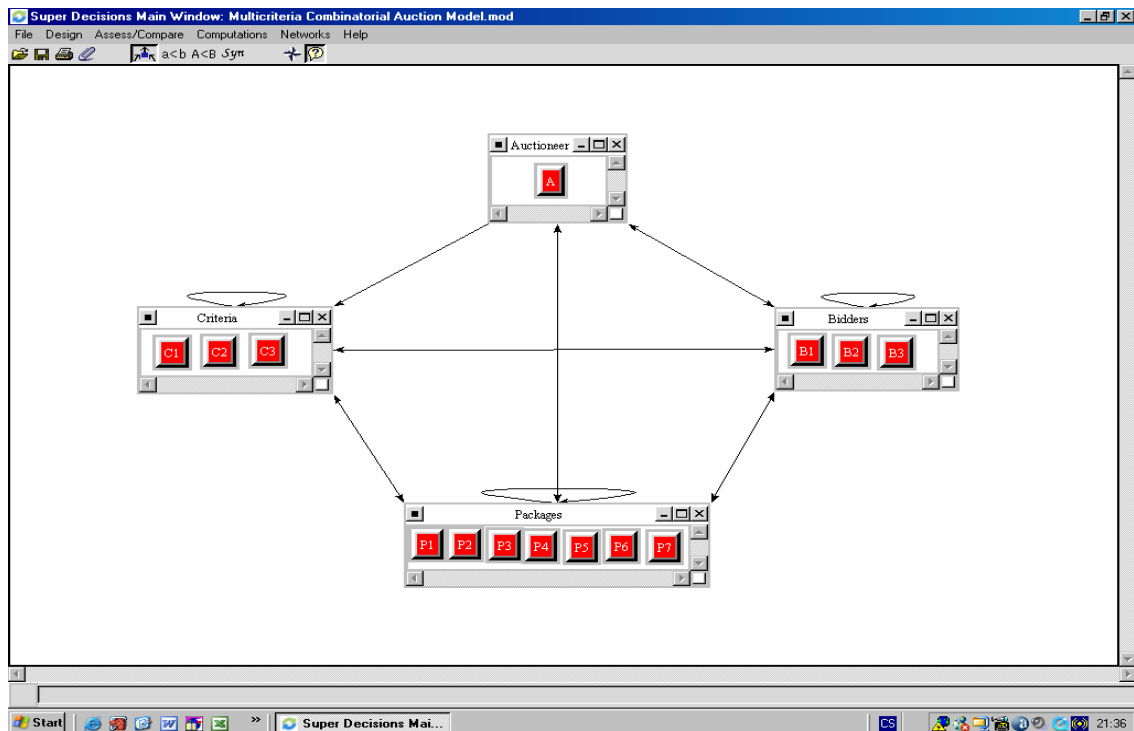 Super Decisions Main Window: Multicriteria Combinatorial Auction Model.mod
File Design Assess/Compare Computations Networks Help
a<b A<B Syn
Auctioneer
A
Criteria
C1 C2 C3
Bidders
B1 B2 B3
Packages
P1 P2 P3 P4 P5 P6 P7
Start » Super Decisions Mai... CS 21:36